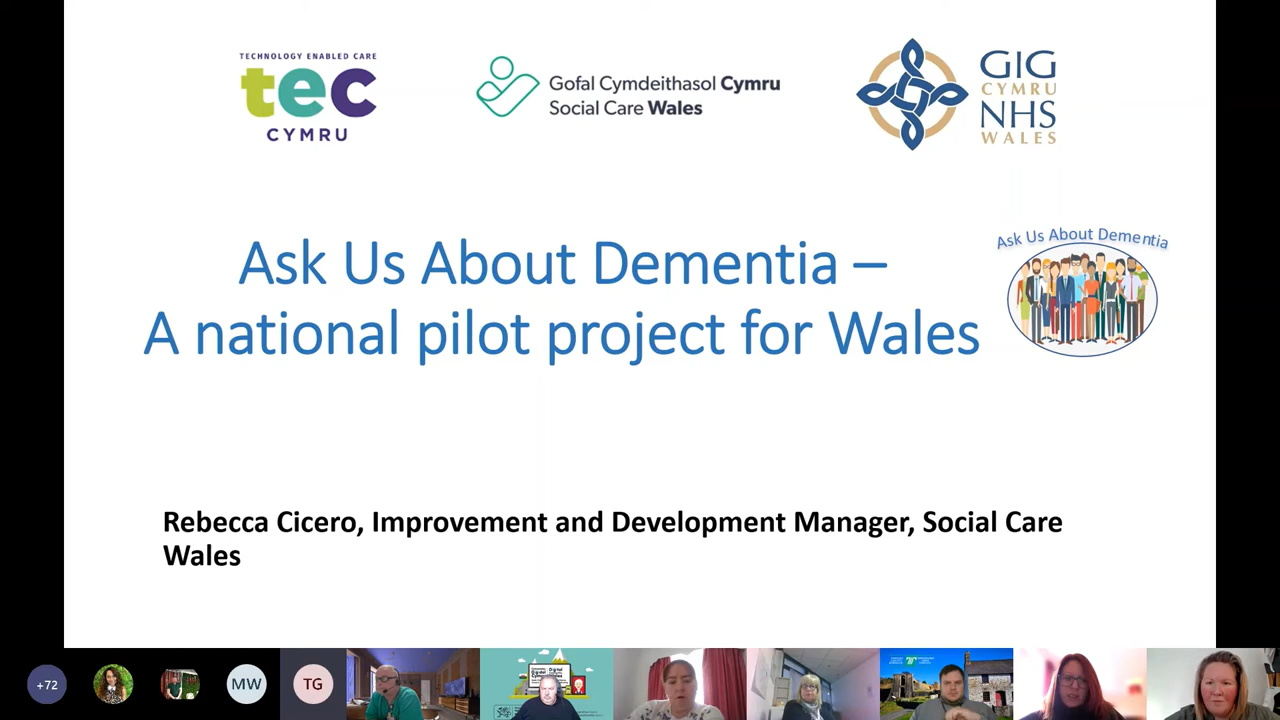 TECHNOLOGY ENABLED CARE
tec
CYMRU
Gofal Cymdeithasol Cymru
Social Care Wales
GIG
CYMRU
NHS
WALES
Ask Us About Dementia –
A national pilot project for Wales
Ask Us About Dementia
Rebecca Cicero, Improvement and Development Manager, Social Care
Wales
+72
MW
TG